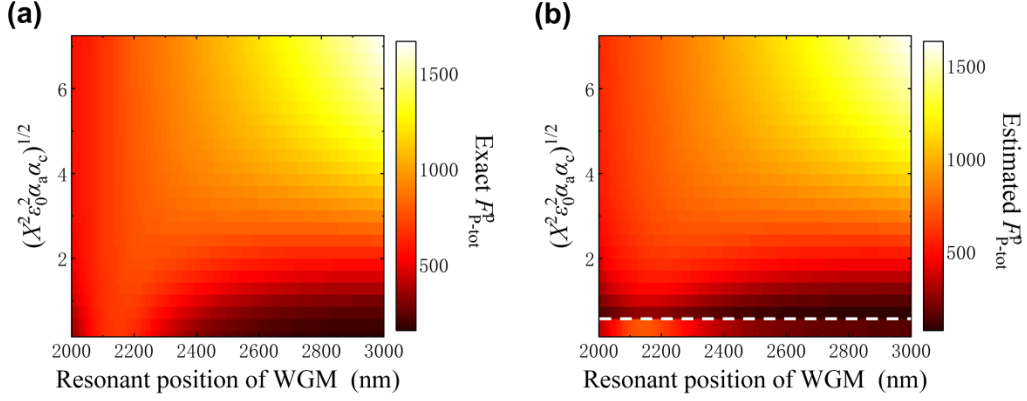 (a)
(b)
6
4
2
2000 2200 2400 2600 2800 3000
Resonant position of WGM (nm)
(X²ε₀²αₐα_c)^1/2
1500
1000
500
Exact F^p_P-tot
6
4
2
2000 2200 2400 2600 2800 3000
Resonant position of WGM (nm)
(X²ε₀²αₐα_c)^1/2
1500
1000
500
Estimated F^p_P-tot